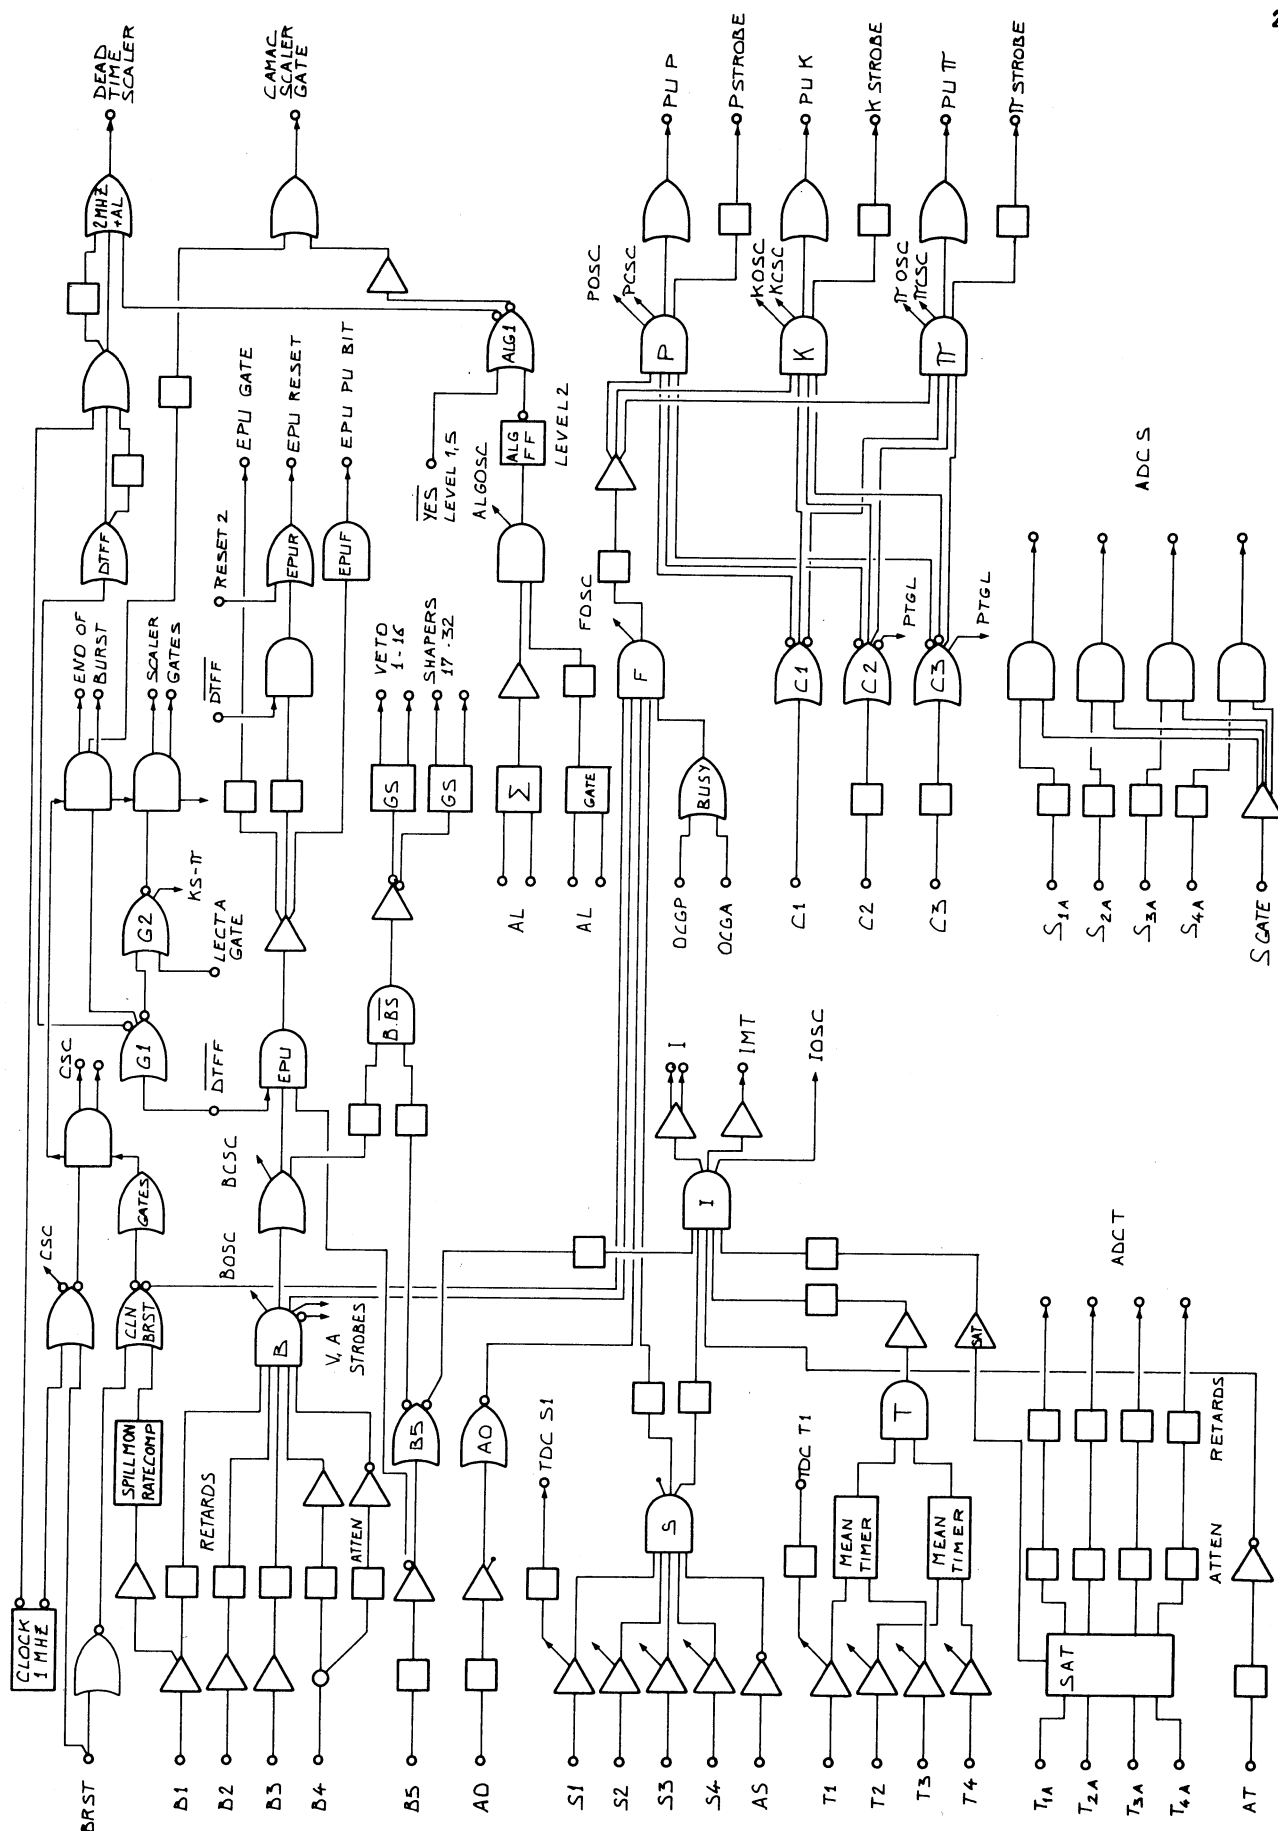 2
DEAD
TIME
SCALER
CAMAC
SCALER
GATE
2MHZ
+AL
EPU GATE
EPU RESET
EPU PU BIT
RESET 2
DTFF
EPUR
EPUF
DTFF
END OF
BURST
SCALER
GATES
G2
KS-π
LECTA
GATE
G1
DTFF
EPU
CSC
CSC
GATES
CLN
BRST
SPILL MON
RATECOMP
CLOCK
1 MHZ
BRST
BCSC
BOSC
B
V, A
STROBES
RETARDS
ATTEN
B1
B2
B3
B4
B5
B5
B.BS
GS
GS
VETO
1-16
SHAPERS
17-32
YES
LEVEL 1,5
ALG1
ALG
FF
LEVEL 2
ALGOSC
Σ
GATE
AL
AL
AO
AO
F
FOSC
BUSY
OCGP
OCGA
P
POSC
PCSC
PU P
P STROBE
K
KOSC
KCSC
PU K
K STROBE
π
π OSC
πCSC
PU π
π STROBE
C1
C2
C3
PTGL
PTGL
C1
C2
C3
ADC S
S1A
S2A
S3A
S4A
S GATE
I
I
IMT
IOSC
S
TDC S1
S1
S2
S3
S4
AS
T
TDC T1
MEAN
TIMER
MEAN
TIMER
T1
T2
T3
T4
SAT
SAT
ADC T
RETARDS
ATTEN
T1A
T2A
T3A
T4A
AT